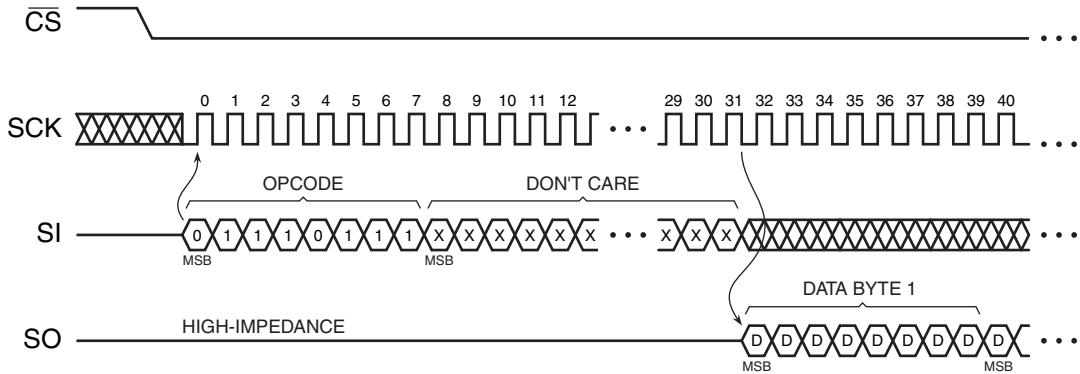 CS
0 1 2 3 4 5 6 7 8 9 10 11 12 29 30 31 32 33 34 35 36 37 38 39 40
SCK
OPCODE DON'T CARE
SI 0 1 1 1 0 1 1 1 X X X X X X X X X
MSB MSB
DATA BYTE 1
HIGH-IMPEDANCE
SO D D D D D D D D D
MSB MSB